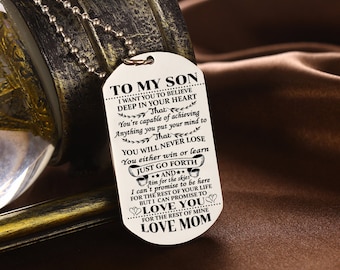 TO MY SON
I WANT YOU TO BELIEVE
DEEP IN YOUR HEART
That
You're capable of achieving
Anything you put your mind to
That
YOU WILL NEVER LOSE
You either win or learn
JUST GO FORTH
AND
Aim for the skies
I can't promise to be here
FOR THE REST OF YOUR LIFE
BUT I CAN PROMISE TO
LOVE YOU
FOR THE REST OF MINE
LOVE MOM